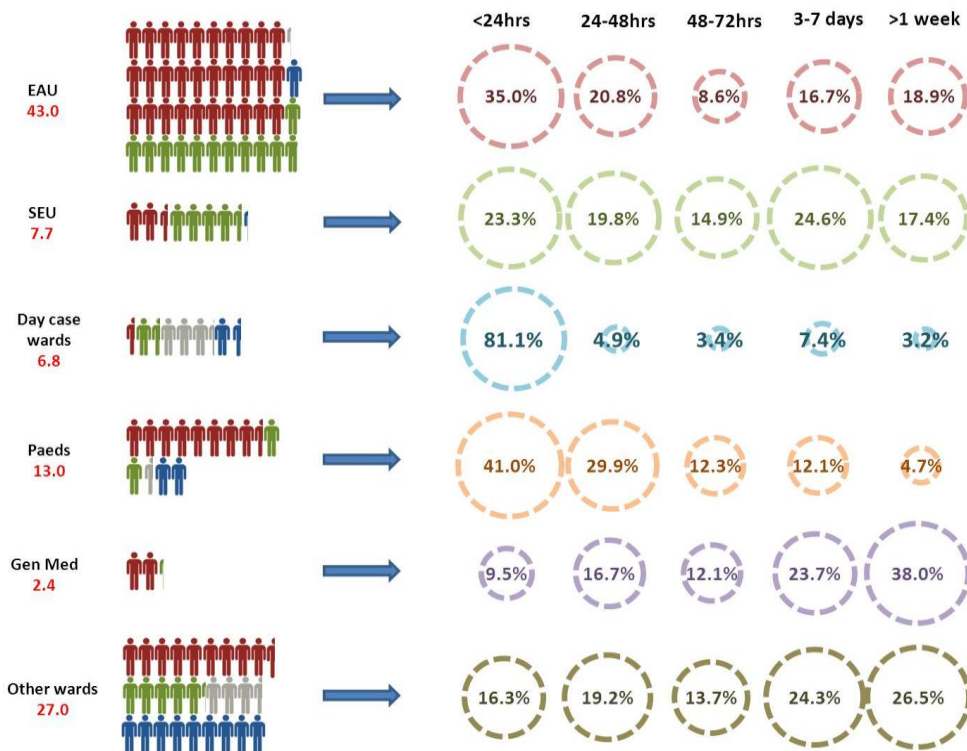 <24hrs 24-48hrs 48-72hrs 3-7 days >1 week
EAU
43.0
35.0% 20.8% 8.6% 16.7% 18.9%
SEU
7.7
23.3% 19.8% 14.9% 24.6% 17.4%
Day case
wards
6.8
81.1% 4.9% 3.4% 7.4% 3.2%
Paeds
13.0
41.0% 29.9% 12.3% 12.1% 4.7%
Gen Med
2.4
9.5% 16.7% 12.1% 23.7% 38.0%
Other wards
27.0
16.3% 19.2% 13.7% 24.3% 26.5%